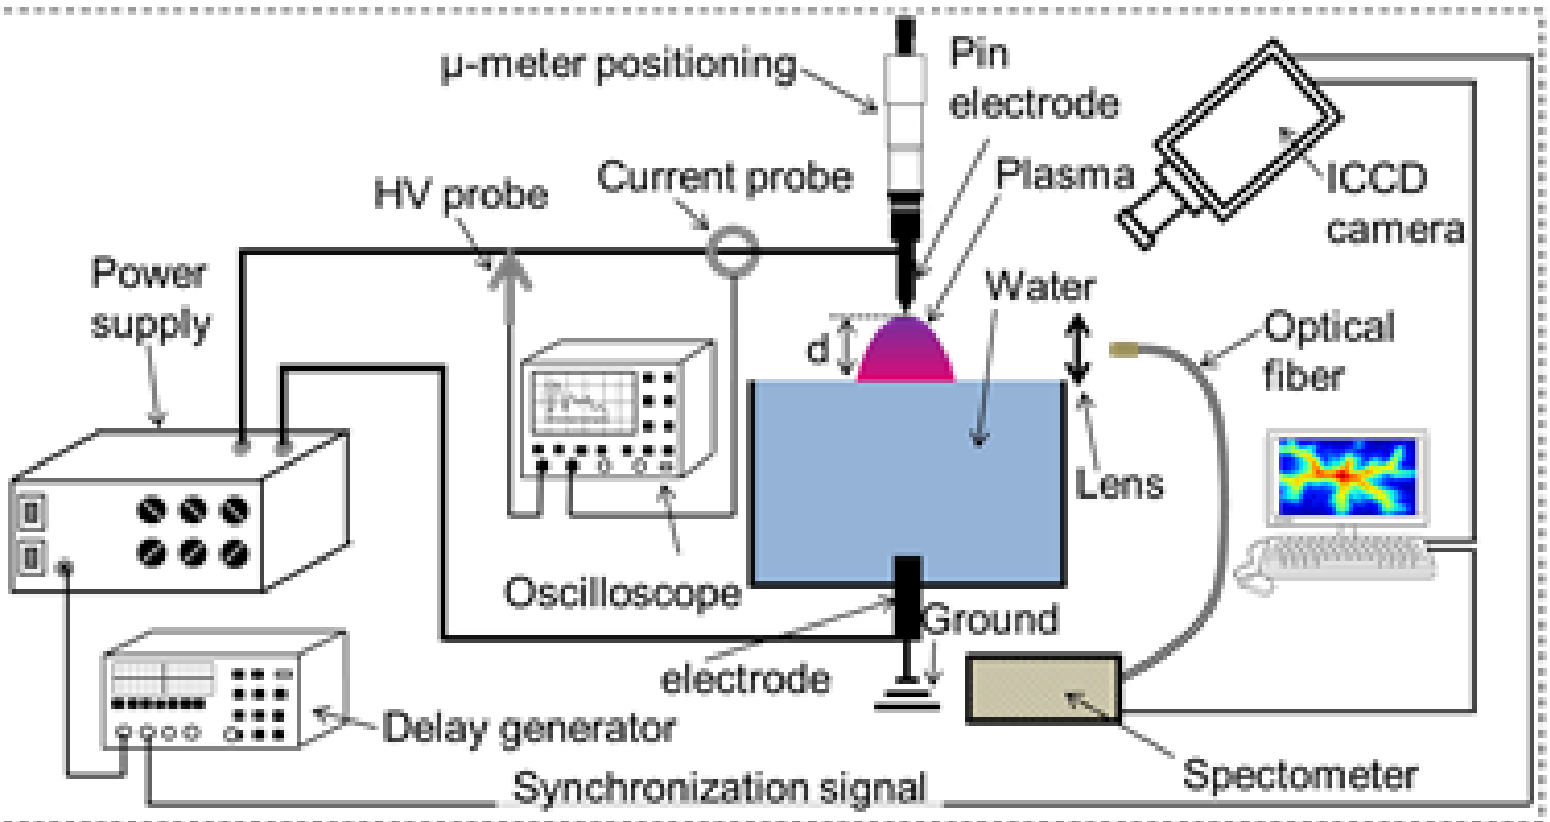 µ-meter positioning
Pin
electrode
Current probe
Plasma
HV probe
ICCD
camera
Power
supply
Water
d
Optical
fiber
Lens
Oscilloscope
Ground
electrode
Delay generator
Spectometer
Synchronization signal